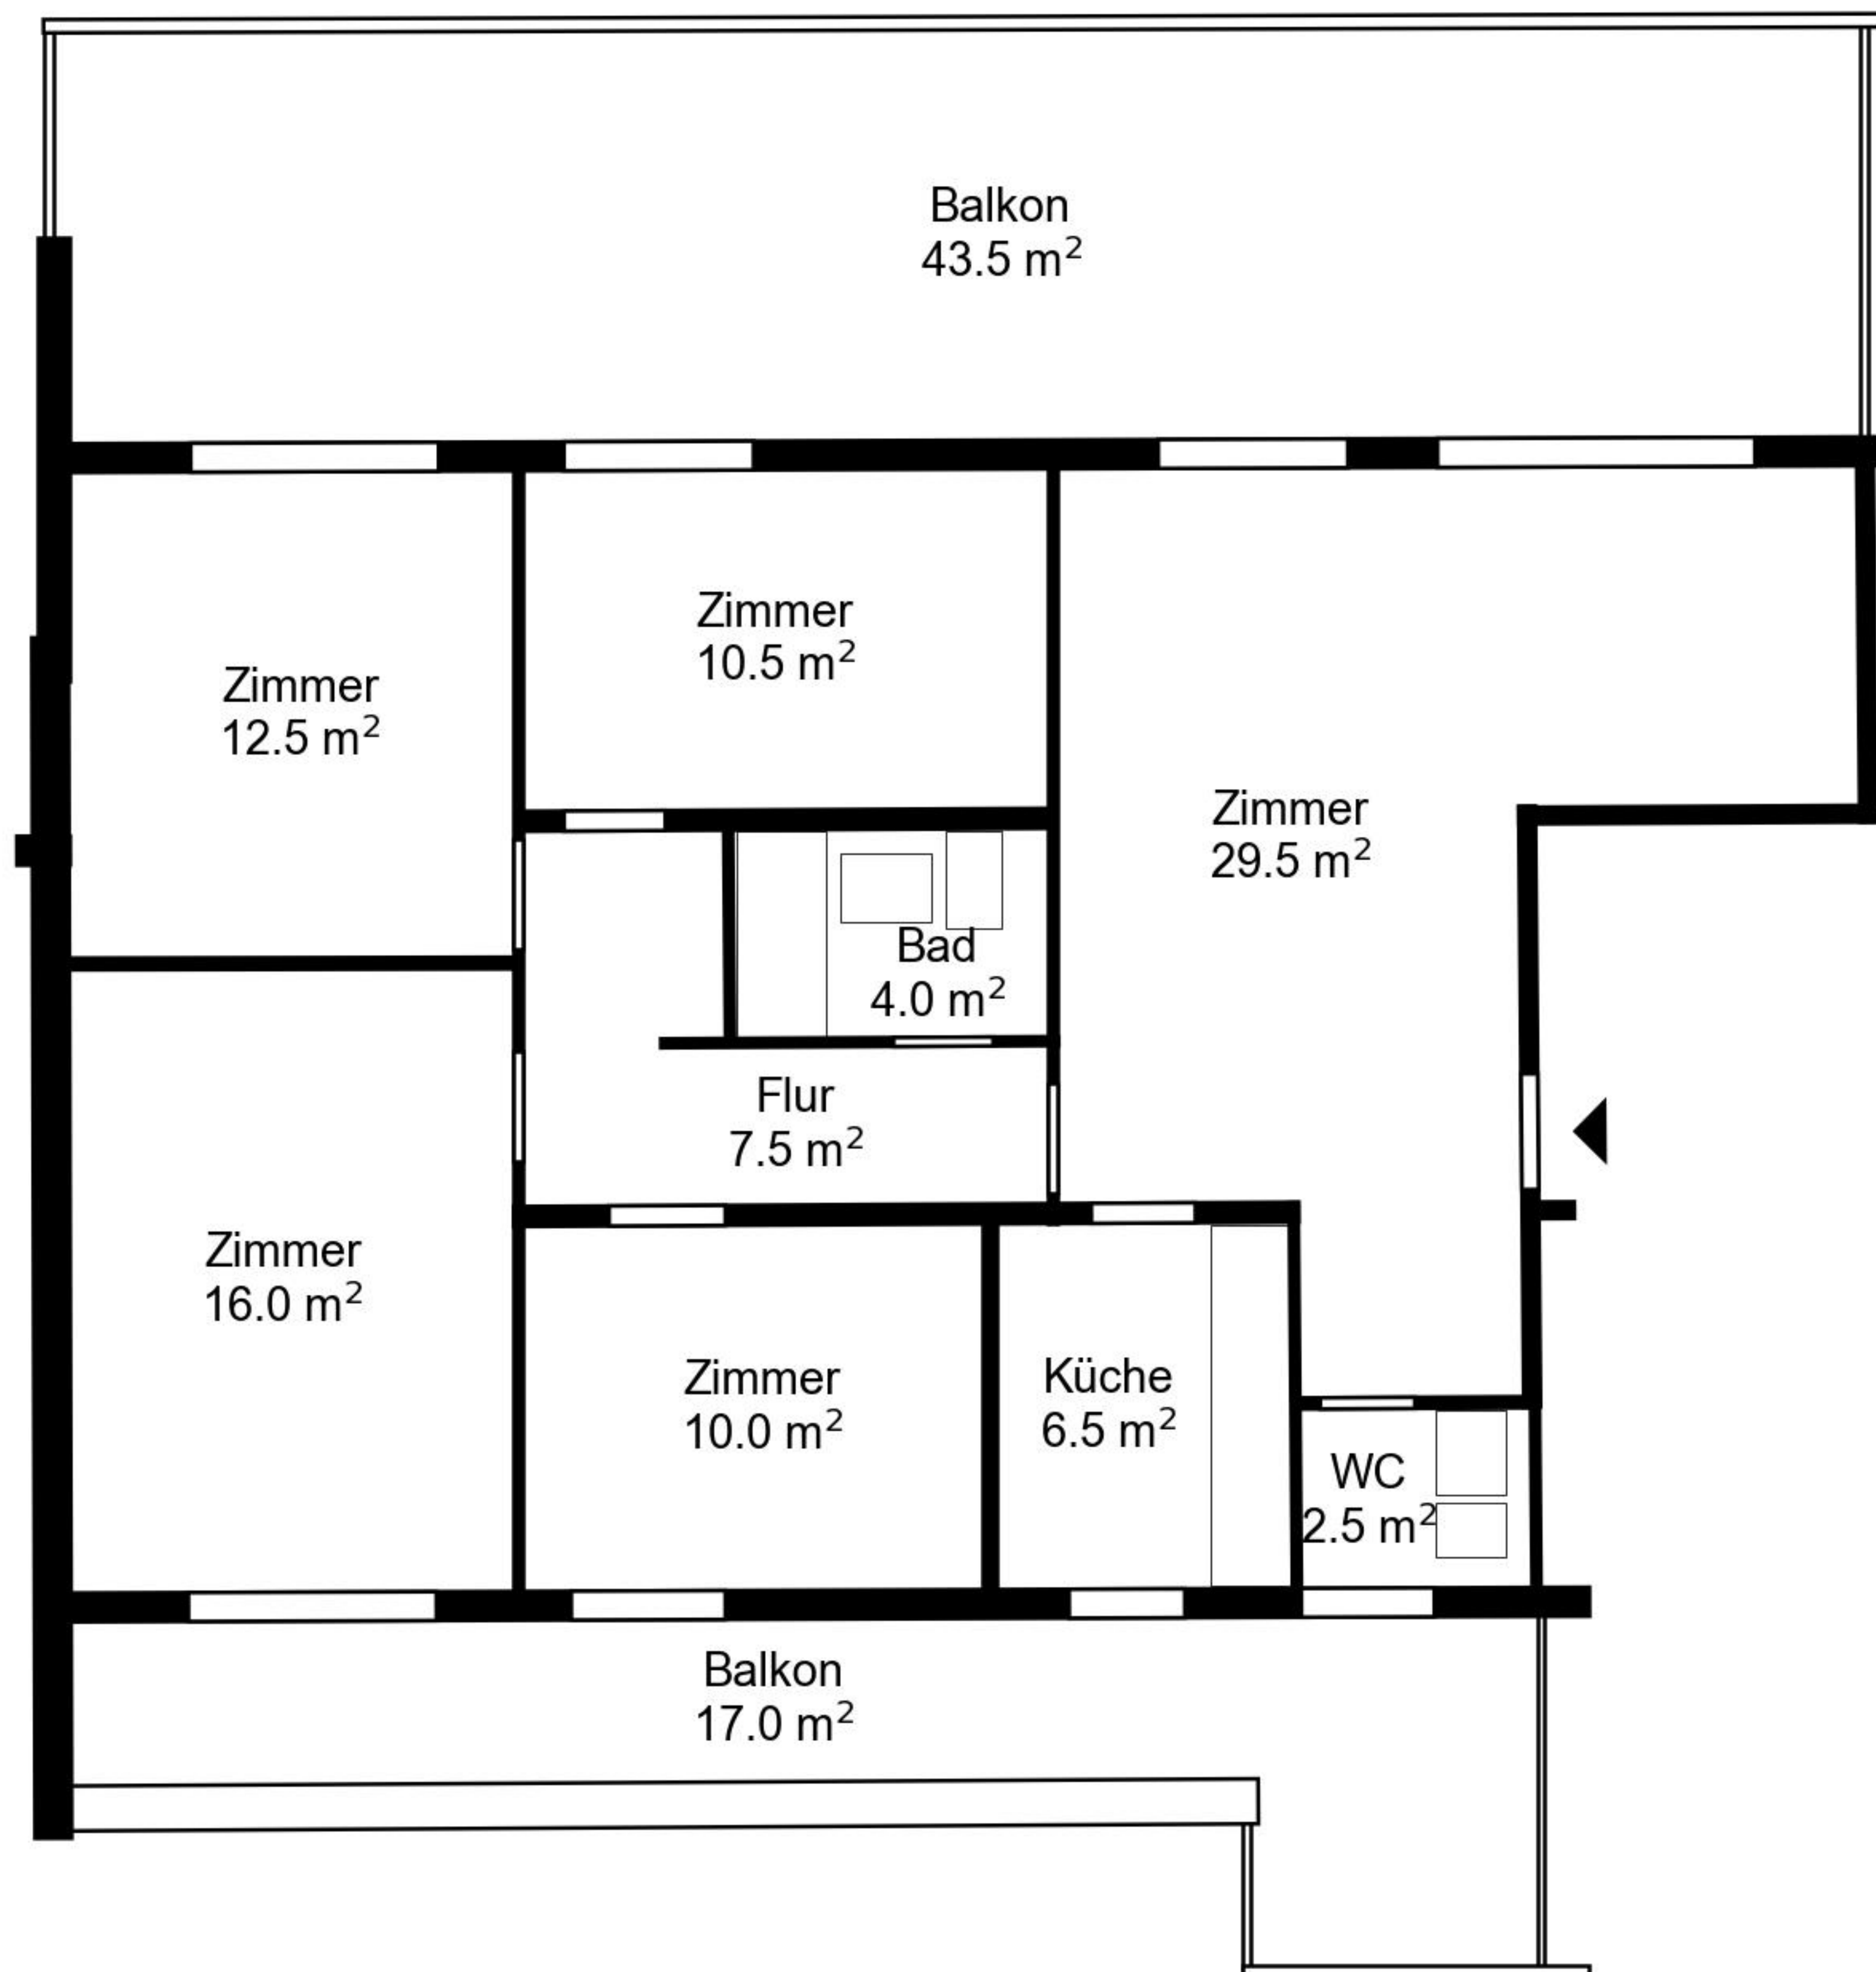 Balkon
43.5 m²
Zimmer
10.5 m²
Zimmer
12.5 m²
Zimmer
29.5 m²
Bad
4.0 m²
Flur
7.5 m²
Zimmer
16.0 m²
Zimmer
10.0 m²
Küche
6.5 m²
WC
2.5 m²
Balkon
17.0 m²